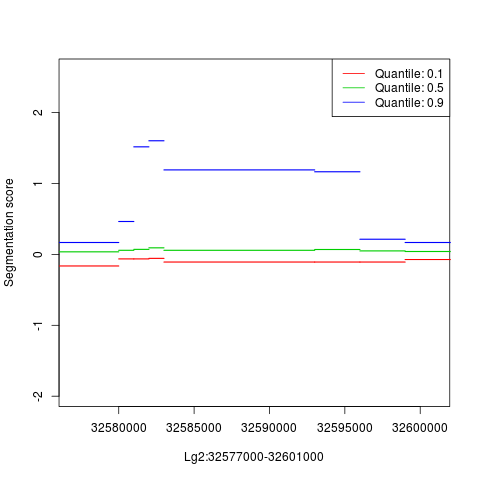 Quantile: 0.1
Quantile: 0.5
Quantile: 0.9
Segmentation score
2
1
0
-1
-2
32580000 32585000 32590000 32595000 32600000
Lg2:32577000-32601000